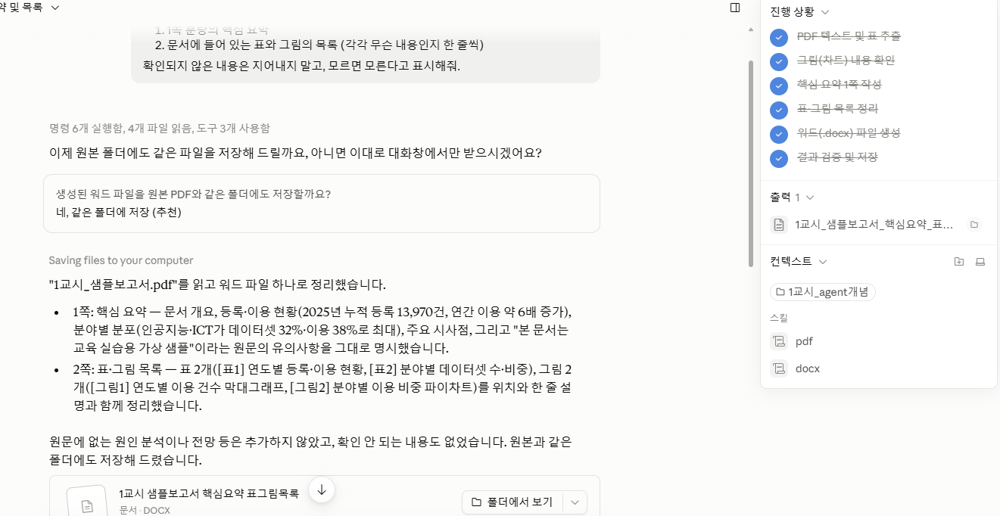 약 및 목록
1. 1쪽 분량의 핵심 요약
2. 문서에 들어 있는 표와 그림의 목록 (각각 무슨 내용인지 한 줄씩)
확인되지 않은 내용은 지어내지 말고, 모르면 모른다고 표시해줘.
명령 6개 실행함, 4개 파일 읽음, 도구 3개 사용함
이제 원본 폴더에도 같은 파일을 저장해 드릴까요, 아니면 이대로 대화창에서만 받으시겠어요?
생성된 워드 파일을 원본 PDF와 같은 폴더에도 저장할까요?
네, 같은 폴더에 저장 (추천)
Saving files to your computer
"1교시_샘플보고서.pdf"를 읽고 워드 파일 하나로 정리했습니다.
• 1쪽: 핵심 요약 — 문서 개요, 등록·이용 현황(2025년 누적 등록 13,970건, 연간 이용 약 6배 증가),
분야별 분포(인공지능·ICT가 데이터셋 32%·이용 38%로 최대), 주요 시사점, 그리고 "본 문서는
교육 실습용 가상 샘플"이라는 원문의 유의사항을 그대로 명시했습니다.
• 2쪽: 표·그림 목록 — 표 2개([표1] 연도별 등록·이용 현황, [표2] 분야별 데이터셋 수·비중), 그림 2
개([그림1] 연도별 이용 건수 막대그래프, [그림2] 분야별 이용 비중 파이차트)를 위치와 한 줄 설
명과 함께 정리했습니다.
원문에 없는 원인 분석이나 전망 등은 추가하지 않았고, 확인 안 되는 내용도 없었습니다. 원본과 같은
폴더에도 저장해 드렸습니다.
1교시 샘플보고서 핵심요약 표그림목록
문서 · DOCX
폴더에서 보기
진행 상황
PDF 텍스트 및 표 추출
그림(차트) 내용 확인
핵심 요약 1쪽 작성
표·그림 목록 정리
워드(.docx) 파일 생성
결과 검증 및 저장
출력 1
1교시_샘플보고서_핵심요약_표...
컨텍스트
1교시_agent개념
스킬
pdf
docx